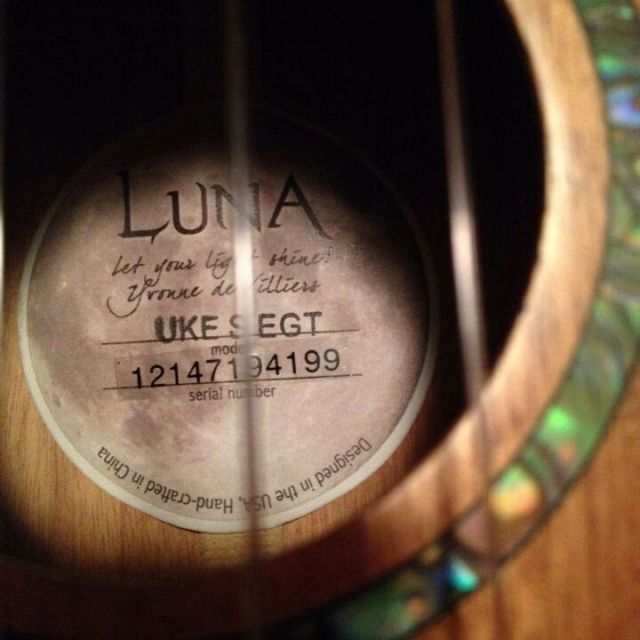 LUNA
let your light shine!
Yvonne de Villiers
UKE S EGT
model
12147194199
serial number
Designed in the USA, Hand-crafted in China